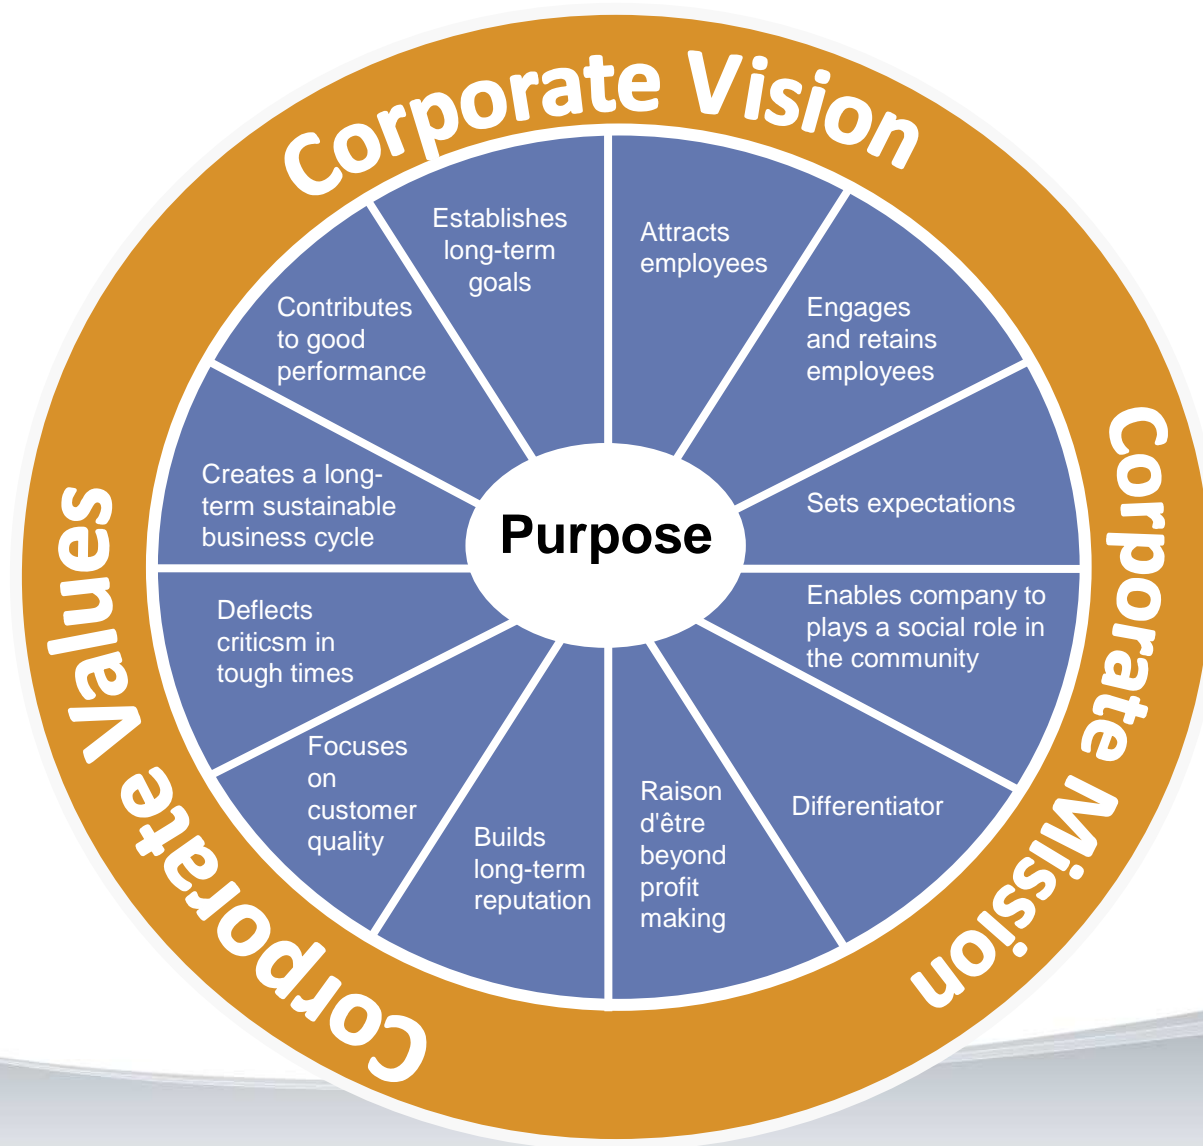 Corporate Vision
Corporate Mission
Corporate Values
Purpose
Attracts
employees
Engages
and retains
employees
Sets expectations
Enables company to
plays a social role in
the community
Differentiator
Raison
d'être
beyond
profit
making
Builds
long-term
reputation
Focuses
on
customer
quality
Deflects
criticsm in
tough times
Creates a long-
term sustainable
business cycle
Contributes
to good
performance
Establishes
long-term
goals